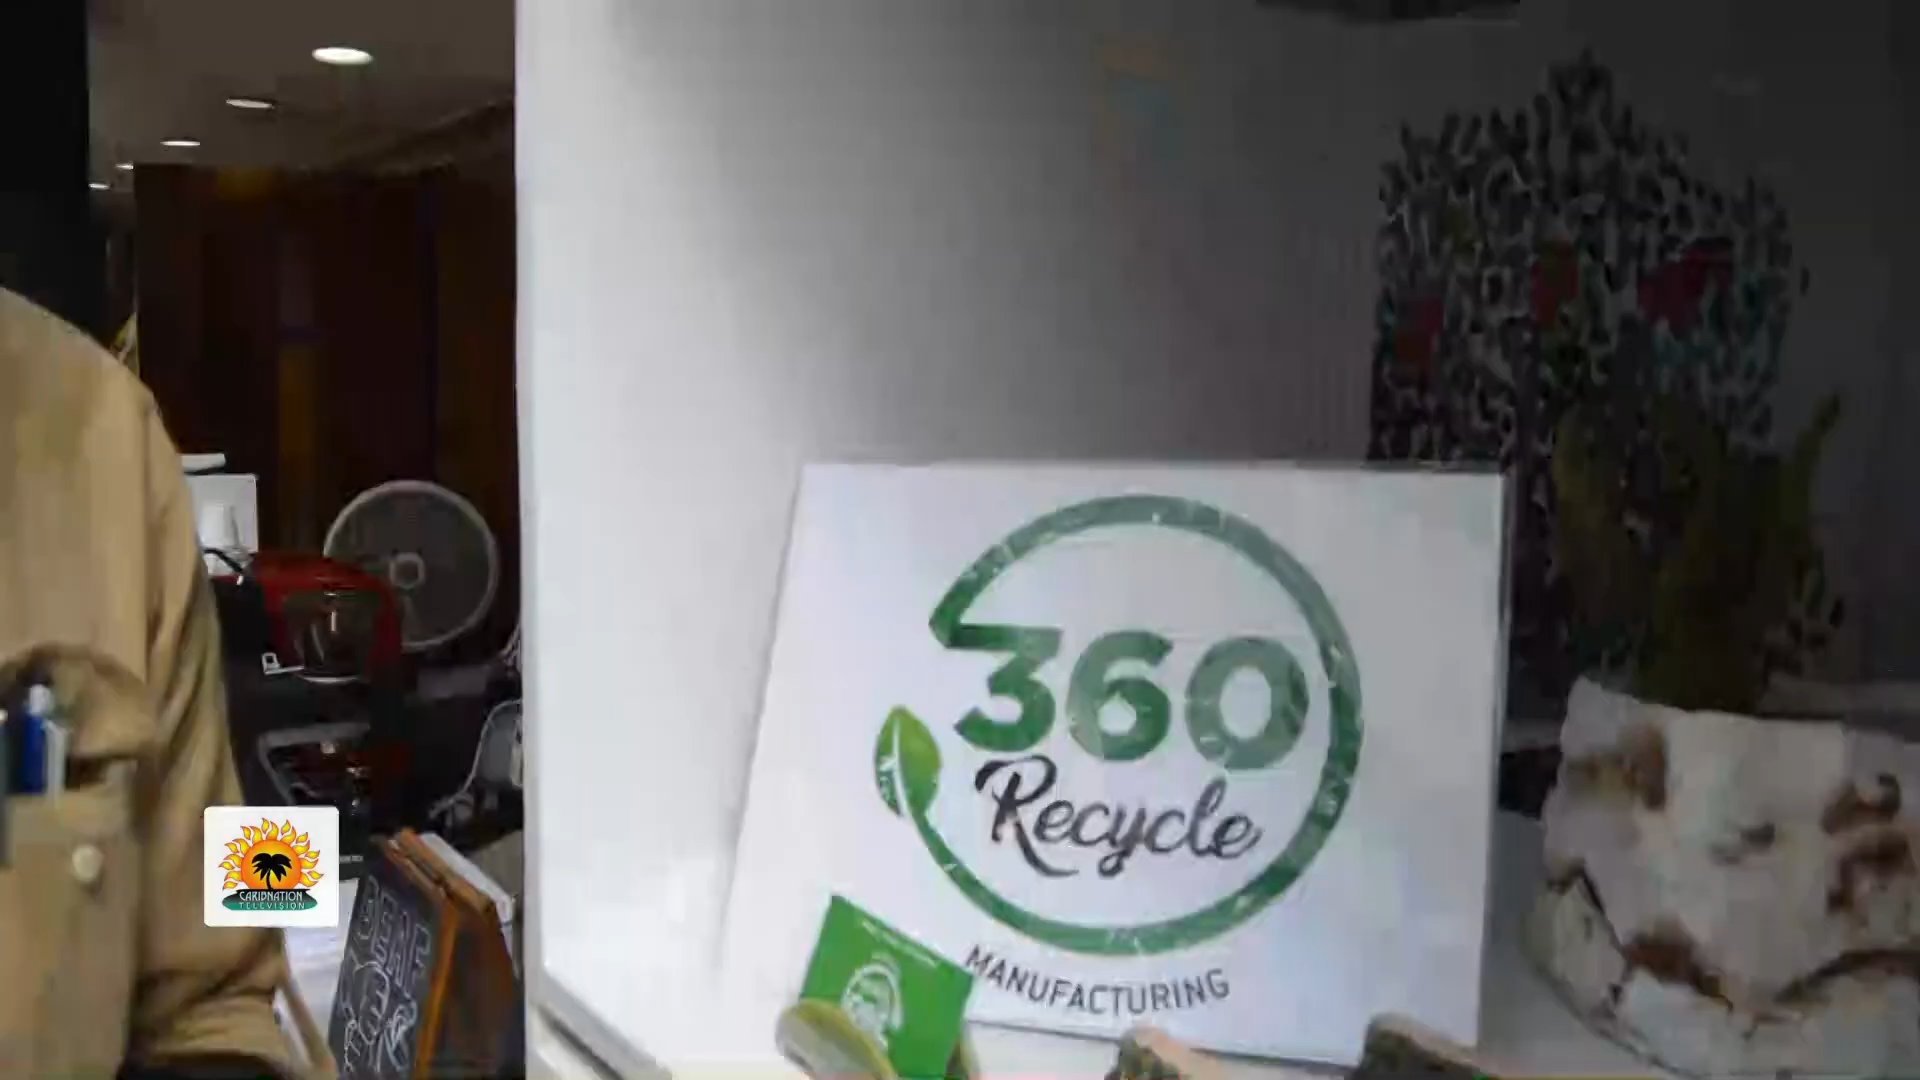 360
Recycle
MANUFACTURING
CARIBNATION
TELEVISION